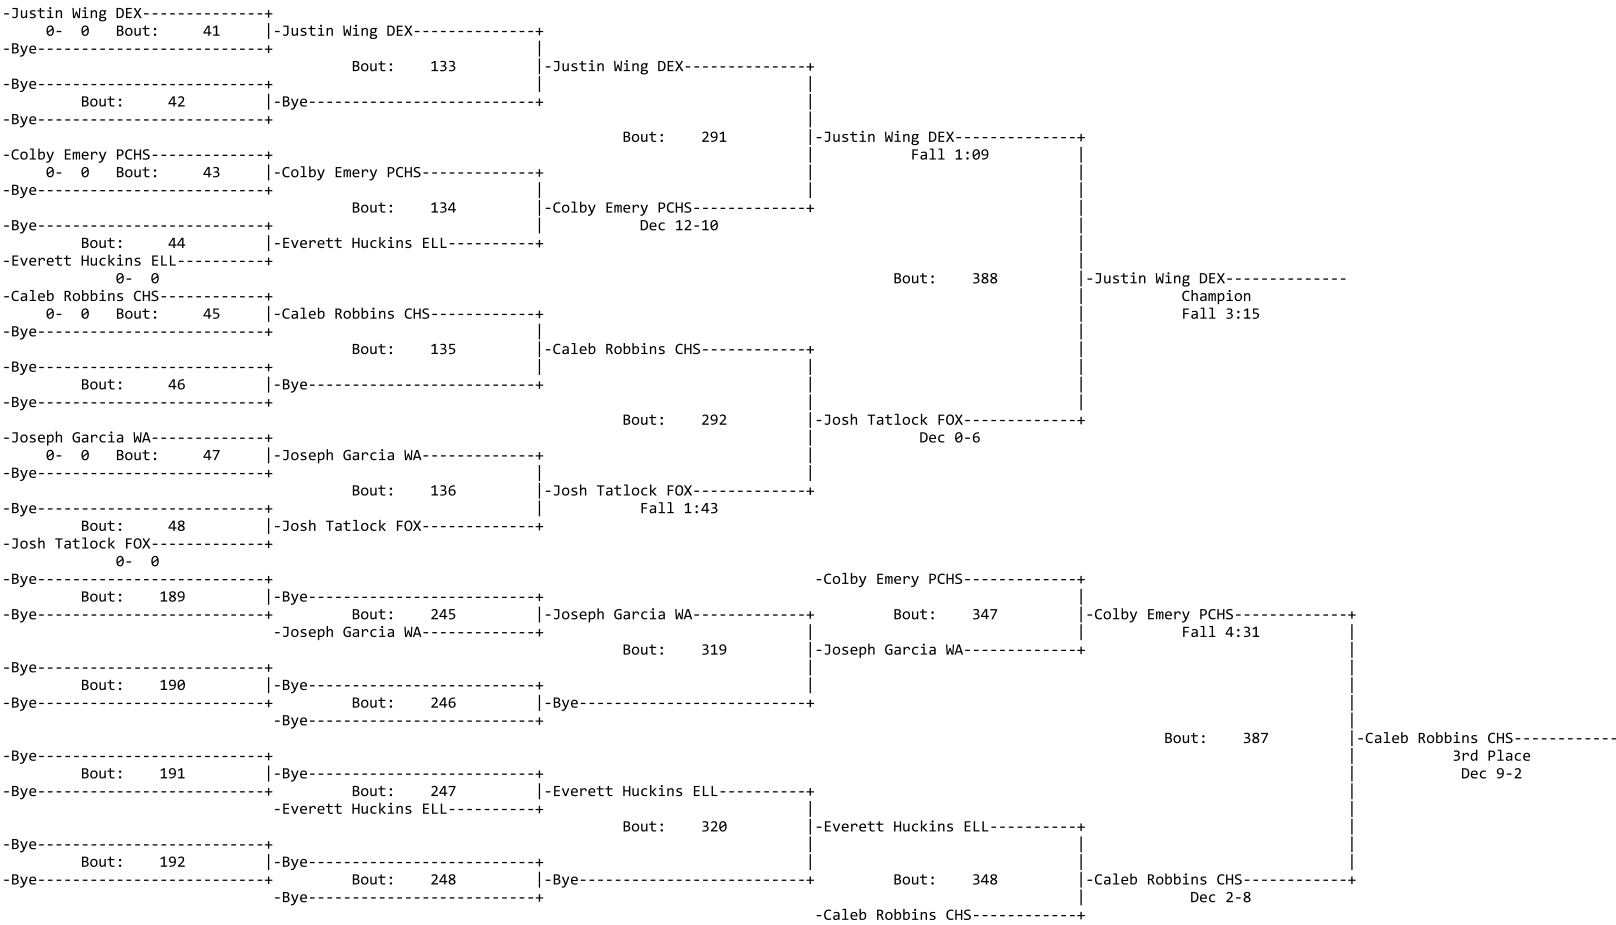 -Justin Wing DEX--------------+
0-  0   Bout:     41     |-Justin Wing DEX--------------+
-Bye--------------------------+                              |
Bout:    133         |-Justin Wing DEX--------------+
-Bye--------------------------+                              |                              |
Bout:     42         |-Bye--------------------------+                              |
-Bye--------------------------+                                                             |
Bout:    291         |-Justin Wing DEX--------------+
-Colby Emery PCHS-------------+                                                             |           Fall 1:09          |
0-  0   Bout:     43     |-Colby Emery PCHS-------------+                              |                              |
-Bye--------------------------+                              |                              |                              |
Bout:    134         |-Colby Emery PCHS-------------+                              |
-Bye--------------------------+                              |           Dec 12-10                                         |
Bout:     44         |-Everett Huckins ELL----------+                                                             |
-Everett Huckins ELL----------+                                                                                            |
0-  0                                                                                    Bout:    388         |-Justin Wing DEX--------------
-Caleb Robbins CHS------------+                                                                                            |           Champion
0-  0   Bout:     45     |-Caleb Robbins CHS------------+                                                             |           Fall 3:15
-Bye--------------------------+                              |                                                             |
Bout:    135         |-Caleb Robbins CHS------------+                              |
-Bye--------------------------+                              |                              |                              |
Bout:     46         |-Bye--------------------------+                              |                              |
-Bye--------------------------+                                                             |                              |
Bout:    292         |-Josh Tatlock FOX-------------+
-Joseph Garcia WA-------------+                                                             |            Dec 0-6
0-  0   Bout:     47     |-Joseph Garcia WA-------------+                              |
-Bye--------------------------+                              |                              |
Bout:    136         |-Josh Tatlock FOX-------------+
-Bye--------------------------+                              |           Fall 1:43
Bout:     48         |-Josh Tatlock FOX-------------+
-Josh Tatlock FOX-------------+
0-  0
-Bye--------------------------+                                                              -Colby Emery PCHS-------------+
Bout:    189         |-Bye--------------------------+                                                             |
-Bye--------------------------+         Bout:    245         |-Joseph Garcia WA-------------+         Bout:    347         |-Colby Emery PCHS-------------+
-Joseph Garcia WA-------------+                              |                              |           Fall 4:31          |
Bout:    319         |-Joseph Garcia WA-------------+                              |
-Bye--------------------------+                                                             |                                                             |
Bout:    190         |-Bye--------------------------+                              |                                                             |
-Bye--------------------------+         Bout:    246         |-Bye--------------------------+                                                             |
-Bye--------------------------+                                                                                            |
Bout:    387         |-Caleb Robbins CHS------------
-Bye--------------------------+                                                                                                                           |           3rd Place
Bout:    191         |-Bye--------------------------+                                                                                            |            Dec 9-2
-Bye--------------------------+         Bout:    247         |-Everett Huckins ELL----------+                                                             |
-Everett Huckins ELL----------+                              |                                                             |
Bout:    320         |-Everett Huckins ELL----------+                              |
-Bye--------------------------+                                                             |                              |                              |
Bout:    192         |-Bye--------------------------+                              |                              |                              |
-Bye--------------------------+         Bout:    248         |-Bye--------------------------+         Bout:    348         |-Caleb Robbins CHS------------+
-Bye--------------------------+                                                             |            Dec 2-8
-Caleb Robbins CHS------------+